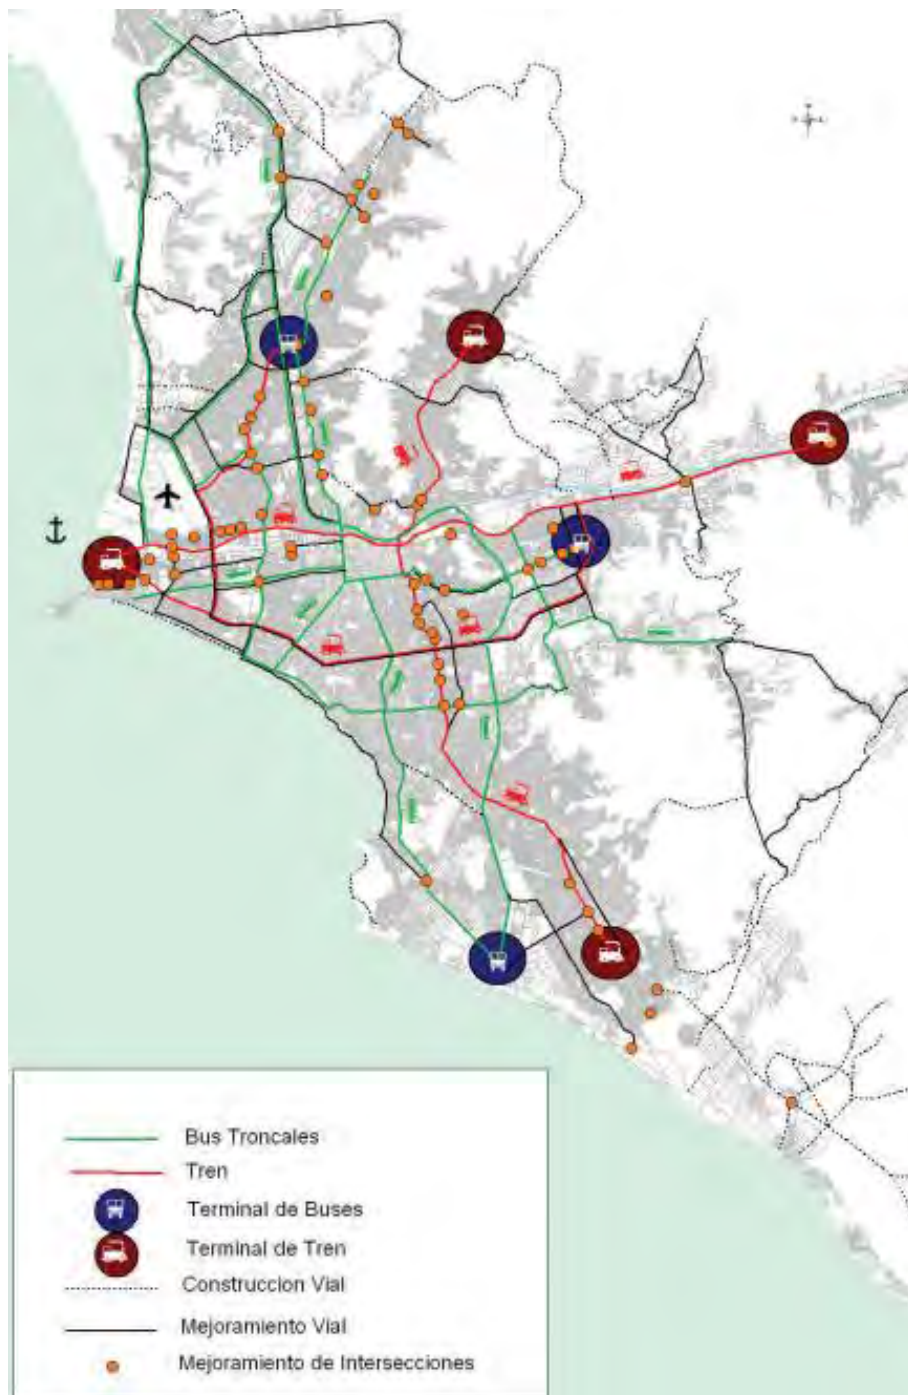 Bus Troncales
Tren
Terminal de Buses
Terminal de Tren
Construccion Vial
Mejoramiento Vial
Mejoramiento de Intersecciones